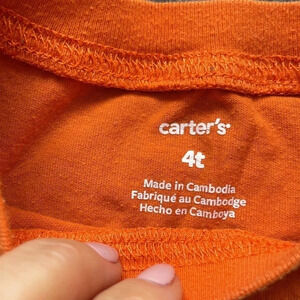 carter's
4t
Made in Cambodia
Fabriqué au Cambodge
Hecho en Camboya